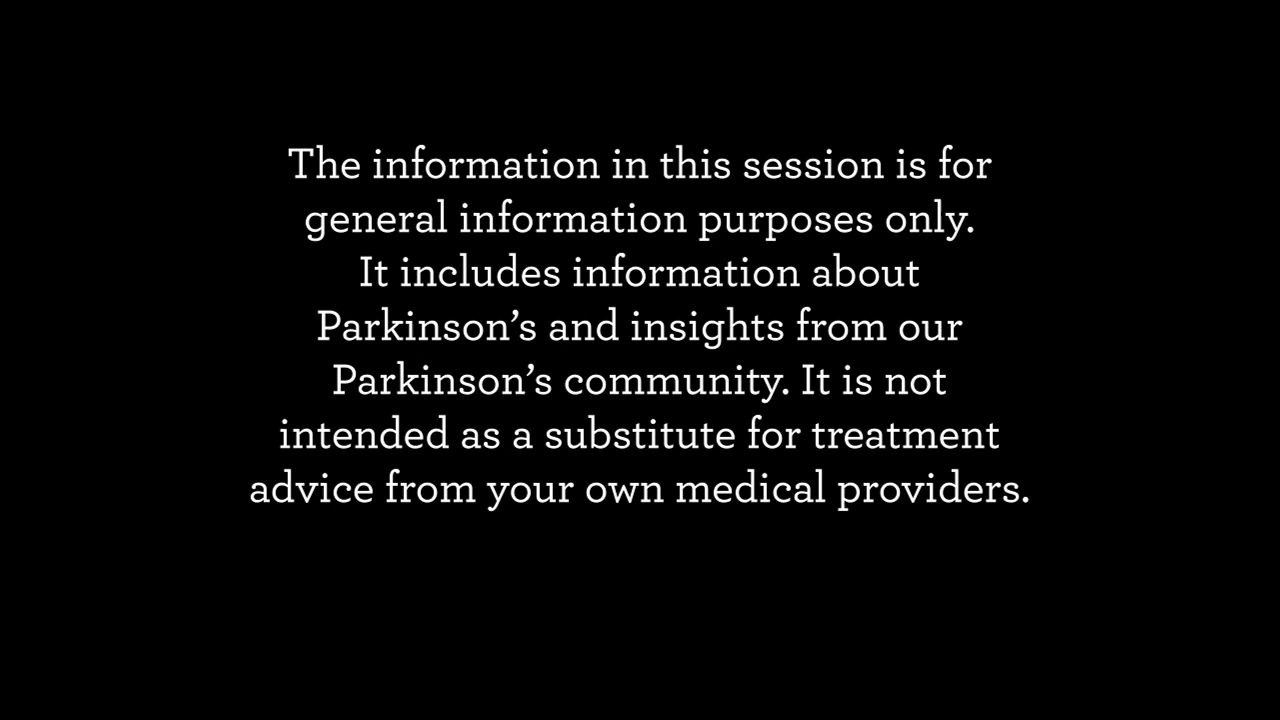 The information in this session is for
general information purposes only.
It includes information about
Parkinson’s and insights from our
Parkinson’s community. It is not
intended as a substitute for treatment
advice from your own medical providers.